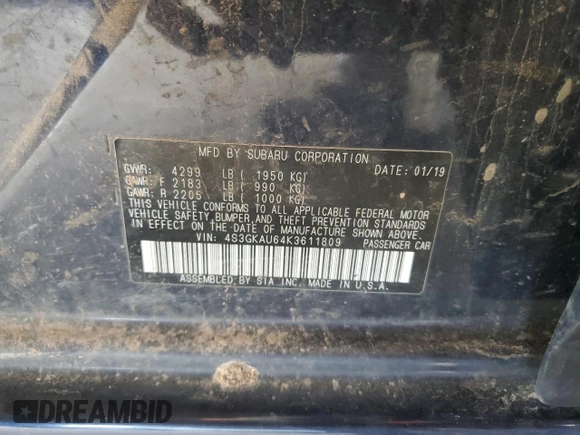 MFD BY SUBARU CORPORATION
GVWR: 4299 LB ( 1950 KG) DATE: 01/19
GAWR: F 2183 LB ( 990 KG)
GAWR: R 2205 LB ( 1000 KG)
THIS VEHICLE CONFORMS TO ALL APPLICABLE FEDERAL MOTOR
VEHICLE SAFETY, BUMPER, AND THEFT PREVENTION STANDARDS
IN EFFECT ON THE DATE OF MANUFACTURE SHOWN ABOVE.
VIN: 4S3GKAU64K3611809 PASSENGER CAR
ASSEMBLED BY SIA INC. MADE IN U.S.A.
DREAMBID